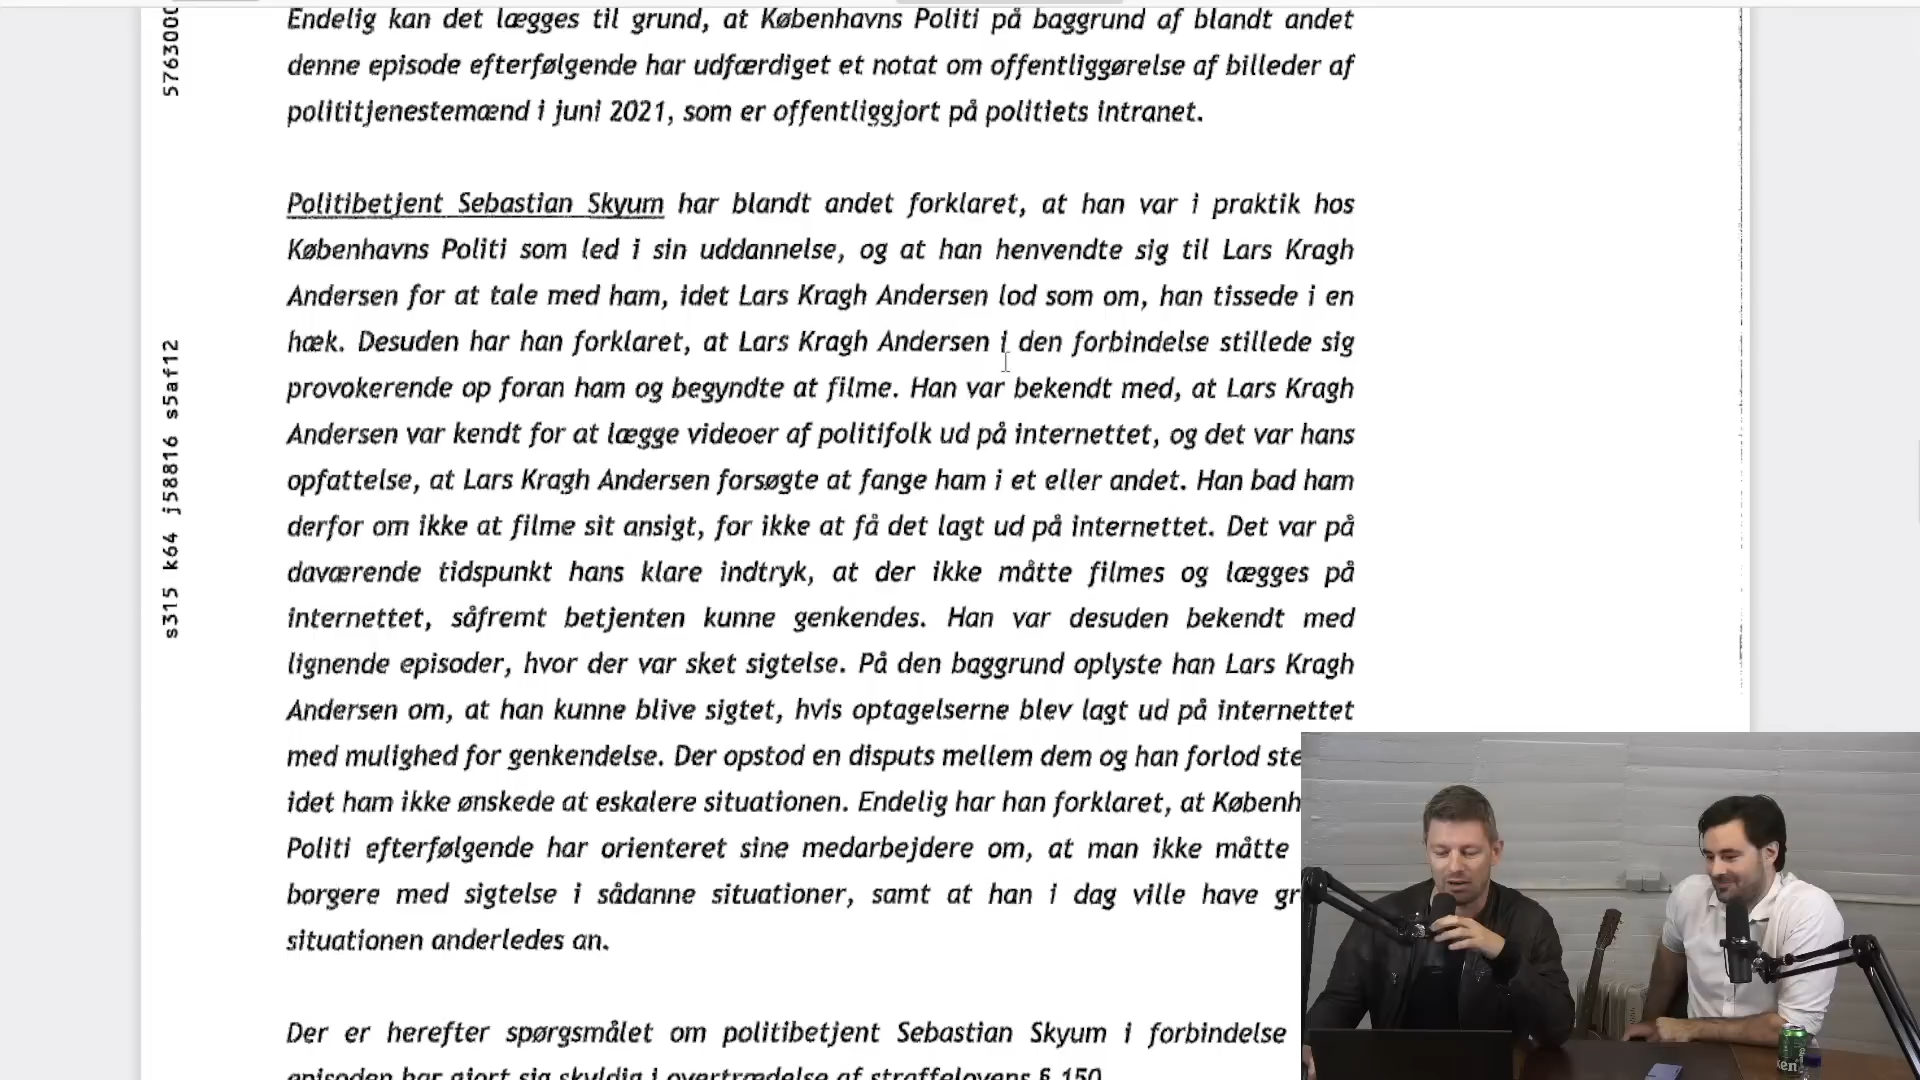 Endelig kan det lægges til grund, at Københavns Politi på baggrund af blandt andet
denne episode efterfølgende har udfærdiget et notat om offentliggørelse af billeder af
polititjenestemænd i juni 2021, som er offentliggjort på politiets intranet.
Politibetjent Sebastian Skyum har blandt andet forklaret, at han var i praktik hos
Københavns Politi som led i sin uddannelse, og at han henvendte sig til Lars Kragh
Andersen for at tale med ham, idet Lars Kragh Andersen lod som om, han tissede i en
hæk. Desuden har han forklaret, at Lars Kragh Andersen i den forbindelse stillede sig
provokerende op foran ham og begyndte at filme. Han var bekendt med, at Lars Kragh
Andersen var kendt for at lægge videoer af politifolk ud på internettet, og det var hans
opfattelse, at Lars Kragh Andersen forsøgte at fange ham i et eller andet. Han bad ham
derfor om ikke at filme sit ansigt, for ikke at få det lagt ud på internettet. Det var på
daværende tidspunkt hans klare indtryk, at der ikke måtte filmes og lægges på
internettet, såfremt betjenten kunne genkendes. Han var desuden bekendt med
lignende episoder, hvor der var sket sigtelse. På den baggrund oplyste han Lars Kragh
Andersen om, at han kunne blive sigtet, hvis optagelserne blev lagt ud på internettet
med mulighed for genkendelse. Der opstod en disputs mellem dem og han forlod ste
idet ham ikke ønskede at eskalere situationen. Endelig har han forklaret, at Københ
Politi efterfølgende har orienteret sine medarbejdere om, at man ikke måtte
borgere med sigtelse i sådanne situationer, samt at han i dag ville have gr
situationen anderledes an.
Der er herefter spørgsmålet om politibetjent Sebastian Skyum i forbindelse
episoden har gjort sig skyldig i overtrædelse af straffelovens § 150
5763000
s315 k64 j58816 s5af12